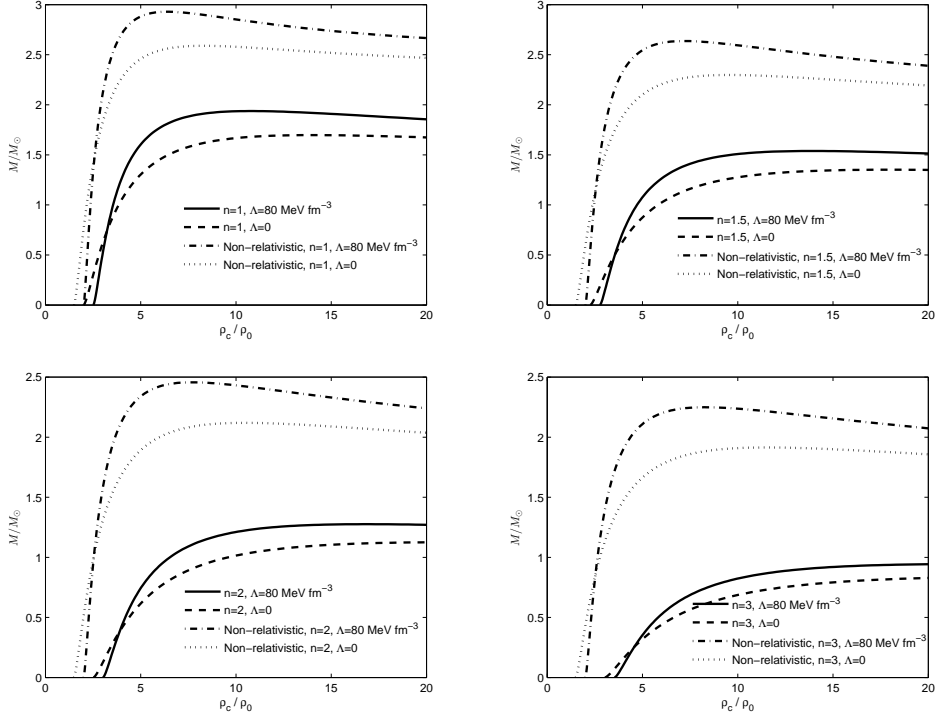 3
2.5
2
1.5
1
0.5
0
M/M⊙
n=1, Λ=80 MeV fm⁻³
n=1, Λ=0
Non−relativistic, n=1, Λ=80 MeV fm⁻³
Non−relativistic, n=1, Λ=0
0 5 10 15 20
ρc / ρ0
3
2.5
2
1.5
1
0.5
0
M/M⊙
n=1.5, Λ=80 MeV fm⁻³
n=1.5, Λ=0
Non−relativistic, n=1.5, Λ=80 MeV fm⁻³
Non−relativistic, n=1.5, Λ=0
0 5 10 15 20
ρc / ρ0
2.5
2
1.5
1
0.5
0
M/M⊙
n=2, Λ=80 MeV fm⁻³
n=2, Λ=0
Non−relativistic, n=2, Λ=80 MeV fm⁻³
Non−relativistic, n=2, Λ=0
0 5 10 15 20
ρc / ρ0
2.5
2
1.5
1
0.5
0
M/M⊙
n=3, Λ=80 MeV fm⁻³
n=3, Λ=0
Non−relativistic, n=3, Λ=80 MeV fm⁻³
Non−relativistic, n=3, Λ=0
0 5 10 15 20
ρc / ρ0